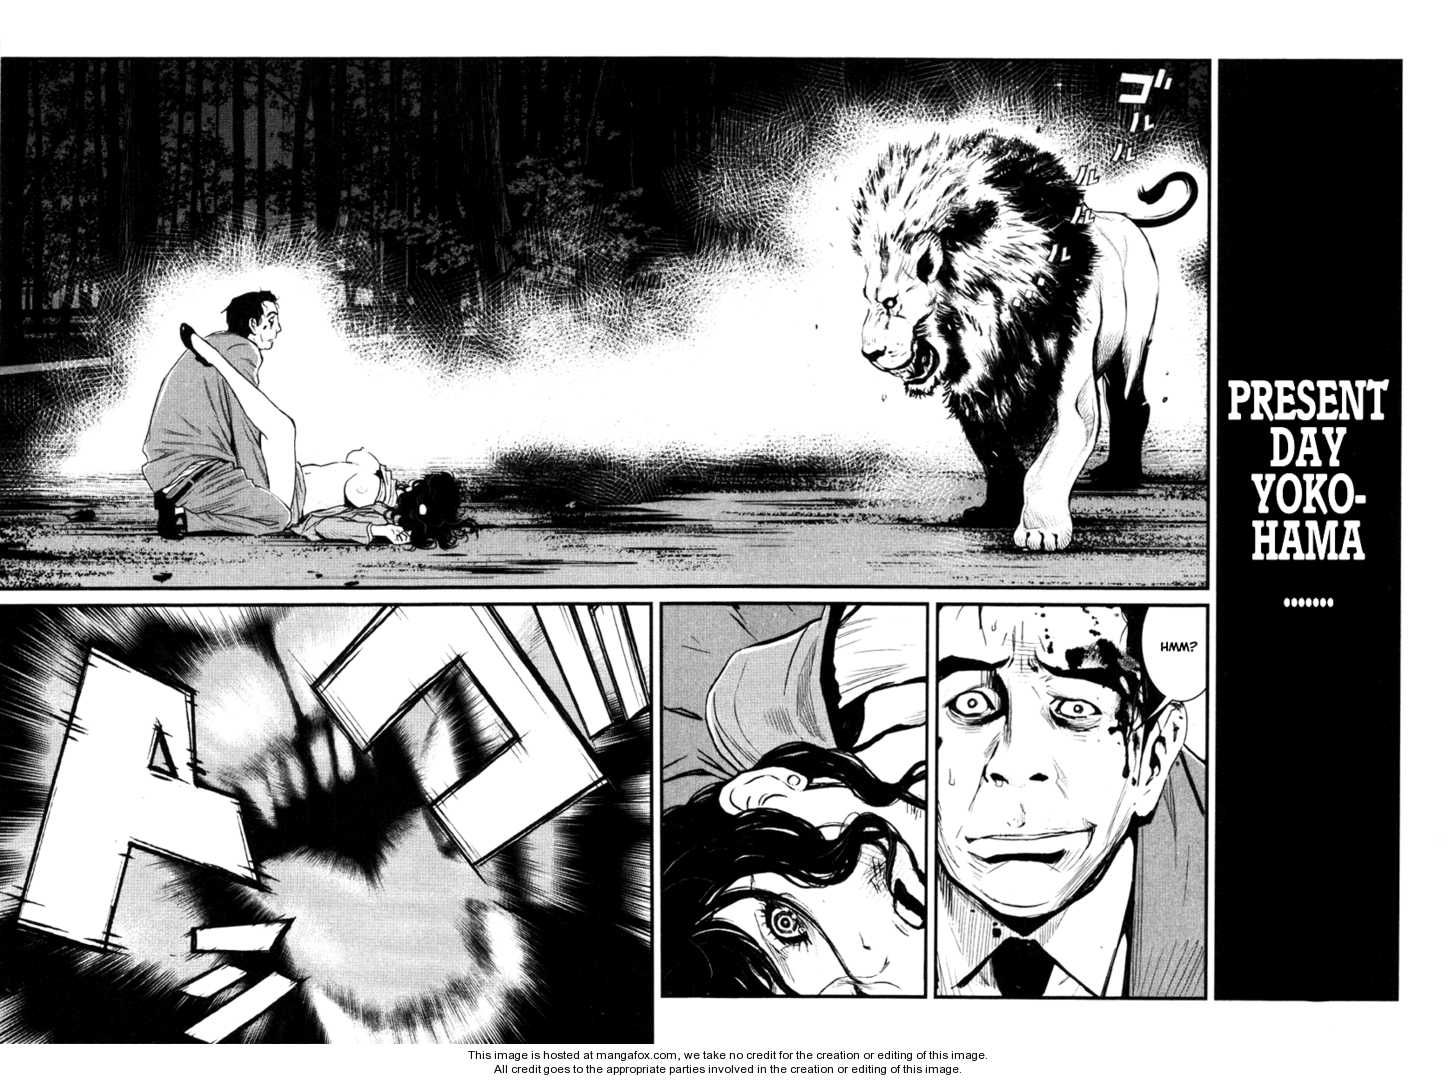 PRESENT
DAY
YOKO-
HAMA
.......
ゴ
ル
ル
ル
ル
ル
HMM?
This image is hosted at mangafox.com, we take no credit for the creation or editing of this image.
All credit goes to the appropriate parties involved in the creation or editing of this image.